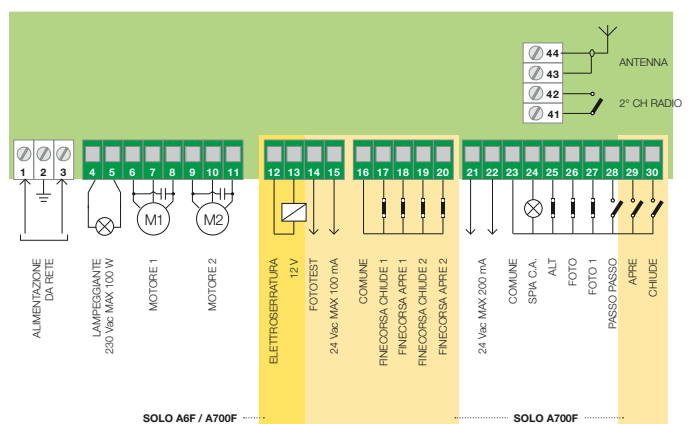 44
ANTENNA
43
42
2° CH RADIO
41
1 2 3 4 5 6 7 8 9 10 11 12 13 14 15 16 17 18 19 20 21 22 23 24 25 26 27 28 29 30
M1
M2
ALIMENTAZIONE
DA RETE
LAMPEGGIANTE
230 Vac MAX 100 W
MOTORE 1
MOTORE 2
ELETTROSERRATURA
12 V
FOTOTEST
24 Vac MAX 100 mA
COMUNE
FINECORSA CHIUDE 1
FINECORSA APRE 1
FINECORSA CHIUDE 2
FINECORSA APRE 2
24 Vac MAX 200 mA
COMUNE
SPIA C.A.
ALT
FOTO
FOTO 1
PASSO PASSO
APRE
CHIUDE
SOLO A6F / A700F
SOLO A700F